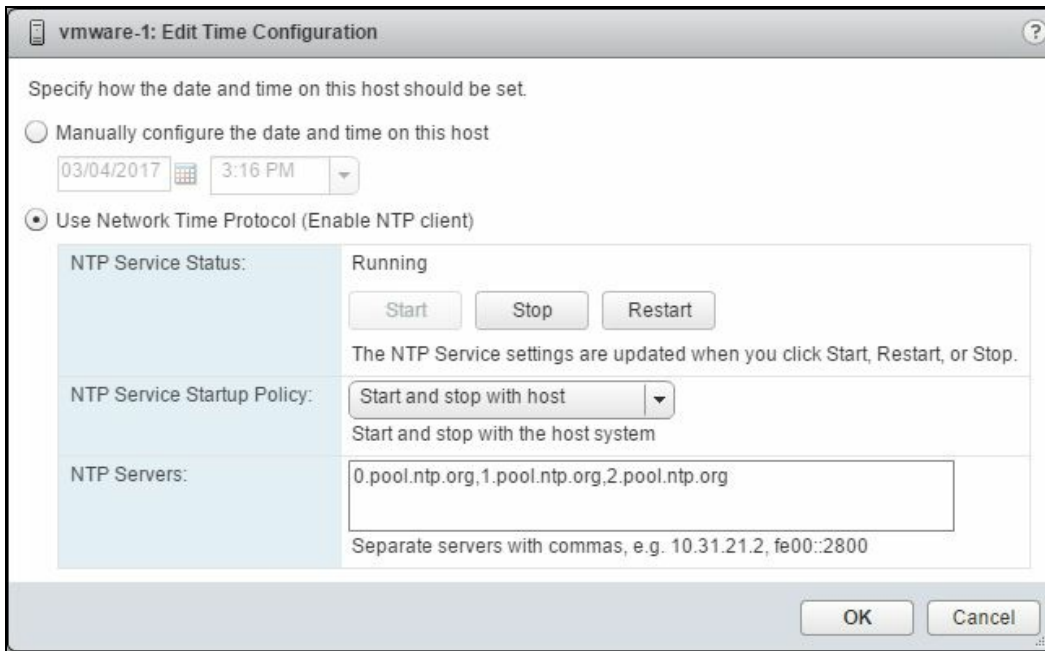 vmware-1: Edit Time Configuration
?
Specify how the date and time on this host should be set.
Manually configure the date and time on this host
03/04/2017 3:16 PM
Use Network Time Protocol (Enable NTP client)
NTP Service Status: Running
Start Stop Restart
The NTP Service settings are updated when you click Start, Restart, or Stop.
NTP Service Startup Policy: Start and stop with host
Start and stop with the host system
NTP Servers: 0.pool.ntp.org,1.pool.ntp.org,2.pool.ntp.org
Separate servers with commas, e.g. 10.31.21.2, fe00::2800
OK Cancel